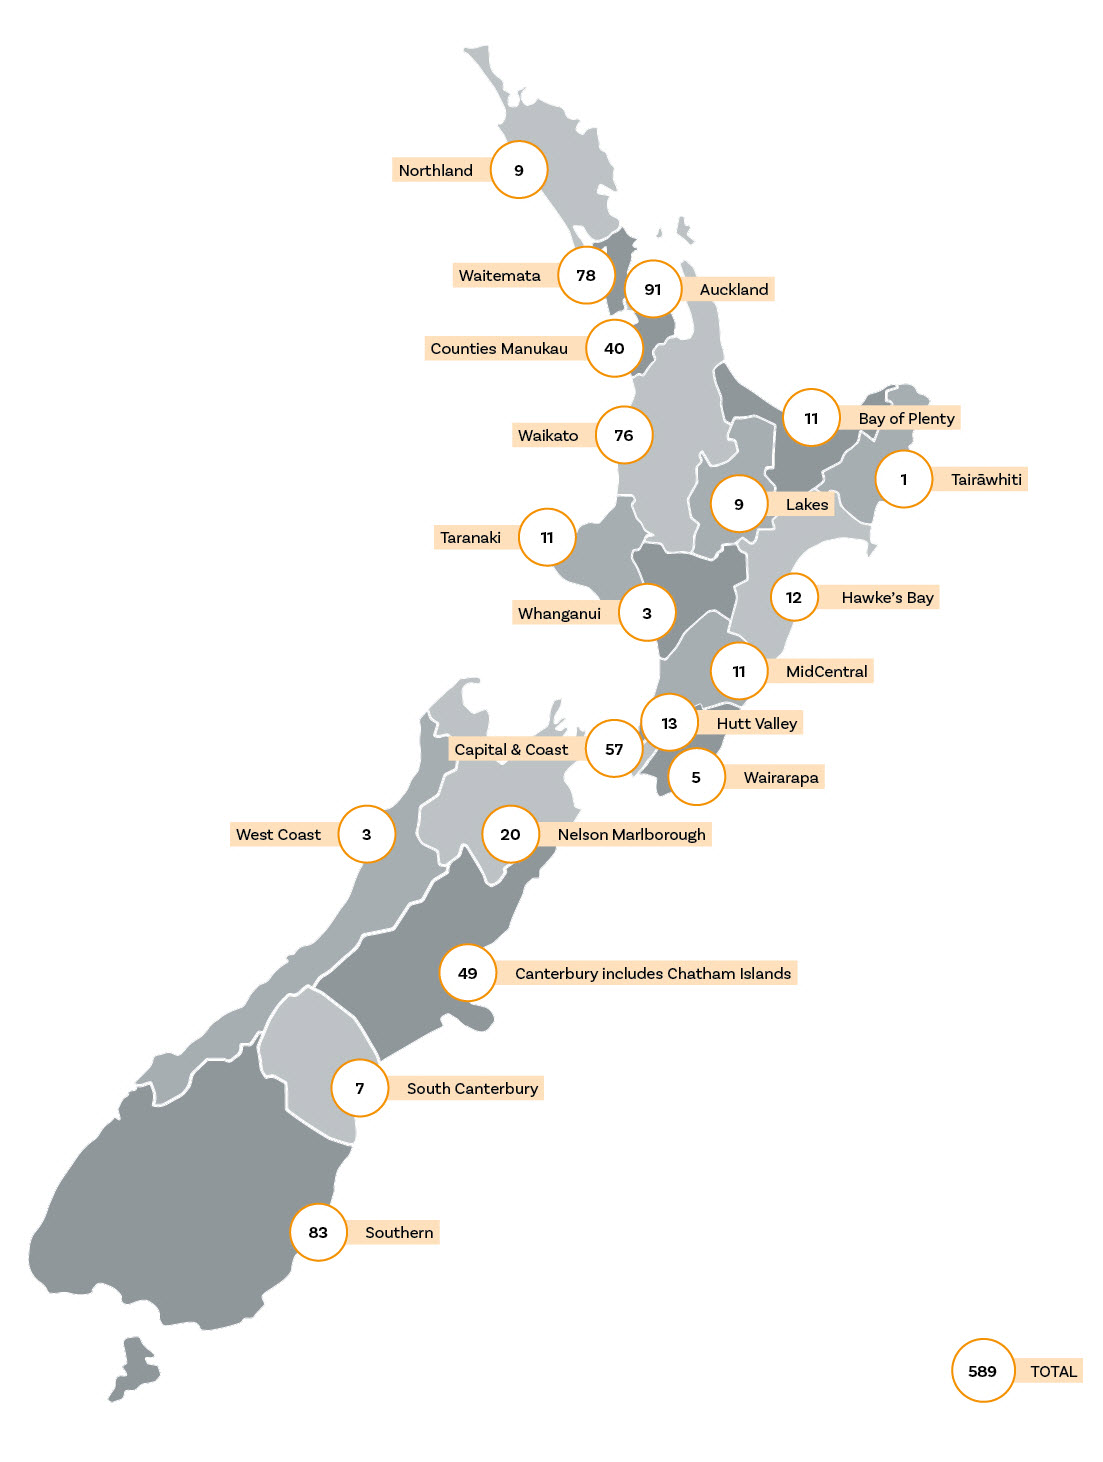 Northland 9
Waitemata 78
91 Auckland
Counties Manukau 40
11 Bay of Plenty
Waikato 76
1 Tairāwhiti
9 Lakes
Taranaki 11
12 Hawke's Bay
Whanganui 3
11 MidCentral
13 Hutt Valley
Capital & Coast 57
5 Wairarapa
West Coast 3
20 Nelson Marlborough
49 Canterbury includes Chatham Islands
7 South Canterbury
83 Southern
589 TOTAL